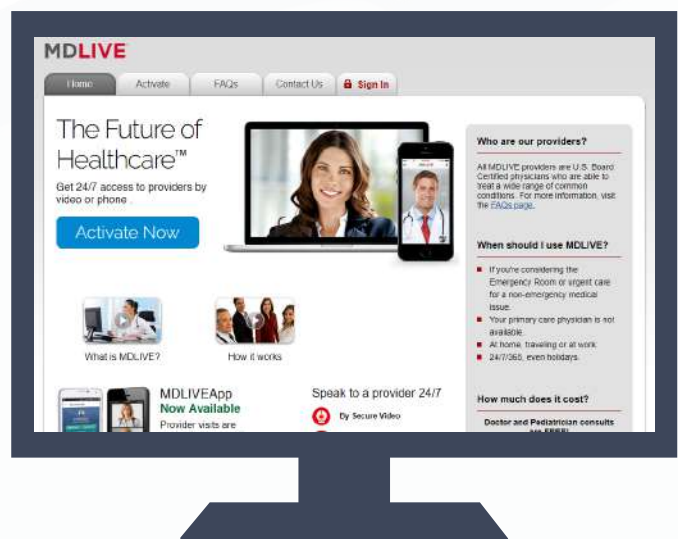 MDLIVE
Home
Activate
FAQs
Contact Us
Sign In
The Future of
Healthcare™
Get 24/7 access to providers by
video or phone .
Activate Now
What is MDLIVE?
How it works
MDLIVEApp
Now Available
Provider visits are
Speak to a provider 24/7
By Secure Video
Who are our providers?
All MDLIVE providers are U.S. Board
Certified physicians who are able to
treat a wide range of common
conditions. For more information, visit
the FAQs page.
When should I use MDLIVE?
If you're considering the
Emergency Room or urgent care
for a non-emergency medical
issue.
Your primary care physician is not
available.
At home, traveling or at work
24/7/365, even holidays.
How much does it cost?
Doctor and Pediatrician consults
are FREE!